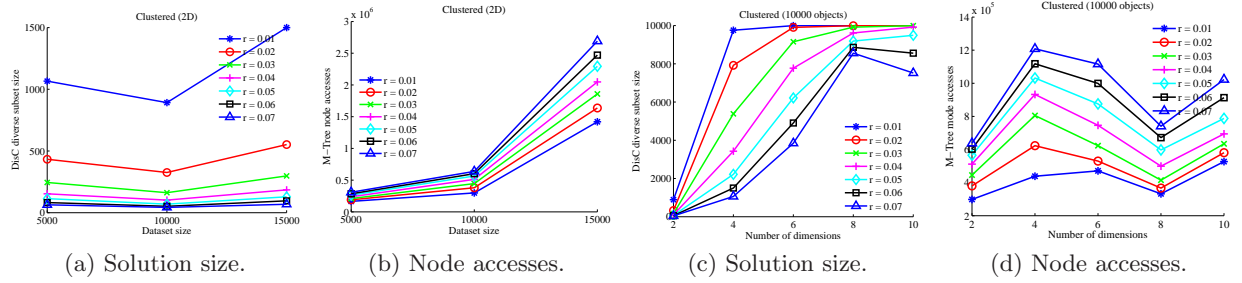 Clustered (2D)
1500
1000
500
0
5000
10000
15000
Dataset size
DisC diverse subset size
r = 0.01
r = 0.02
r = 0.03
r = 0.04
r = 0.05
r = 0.06
r = 0.07
(a) Solution size.
x 10^6
Clustered (2D)
3
2.5
2
1.5
1
0.5
0
5000
10000
15000
Dataset size
M−Tree node accesses
r = 0.01
r = 0.02
r = 0.03
r = 0.04
r = 0.05
r = 0.06
r = 0.07
(b) Node accesses.
Clustered (10000 objects)
10000
8000
6000
4000
2000
0
2
4
6
8
10
Number of dimensions
DisC diverse subset size
r = 0.01
r = 0.02
r = 0.03
r = 0.04
r = 0.05
r = 0.06
r = 0.07
(c) Solution size.
x 10^5
Clustered (10000 objects)
14
12
10
8
6
4
2
2
4
6
8
10
Number of dimensions
M−Tree node accesses
r = 0.01
r = 0.02
r = 0.03
r = 0.04
r = 0.05
r = 0.06
r = 0.07
(d) Node accesses.